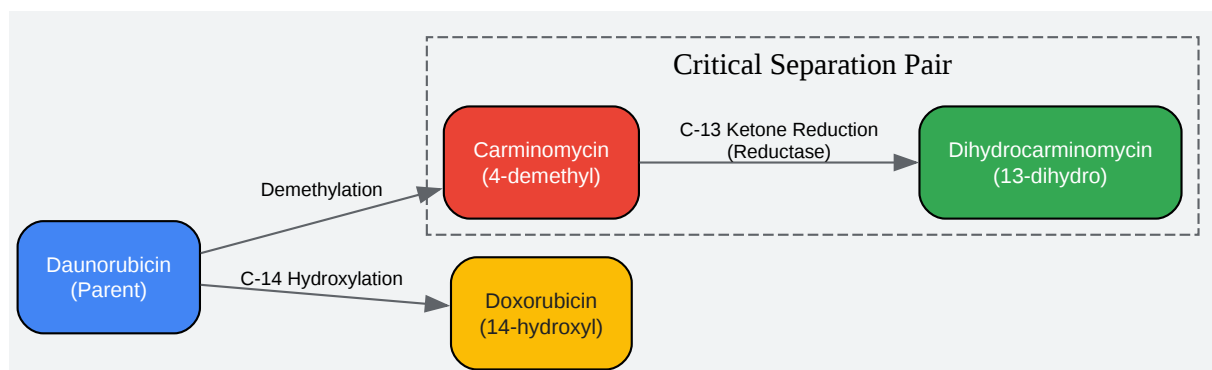 Critical Separation Pair
Carminomycin
(4-demethyl)
C-13 Ketone Reduction
(Reductase)
Dihydrocarminomycin
(13-dihydro)
Demethylation
Daunorubicin
(Parent)
C-14 Hydroxylation
Doxorubicin
(14-hydroxyl)